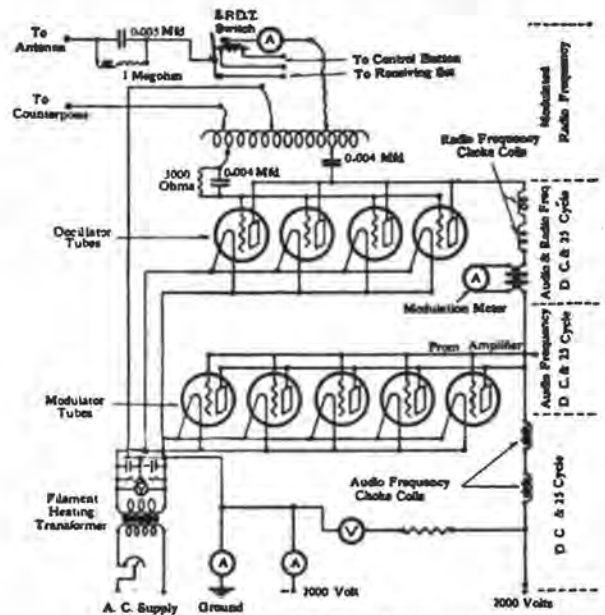 S.P.D.T.
Switch
To
Antenna
0.005 Mfd
A
1 Megohm
To Control Button
To Receiving Set
To
Counterpoise
Modulated
Radio Frequency
Radio Frequency
Choke Coils
0.004 Mfd
0.004 Mfd
Ohms
Oscillator
Tubes
Audio & Radio Freq
D C. & 25 Cycle
A
Modulation Meter
From Amplifier
Audio Frequency
D C. & 25 Cycle
Modulator
Tubes
Audio Frequency
Choke Coils
Filament
Heating
Transformer
D C & 25 Cycle
V
A
A
A. C. Supply
Ground
2000 Volt
2000 Volts